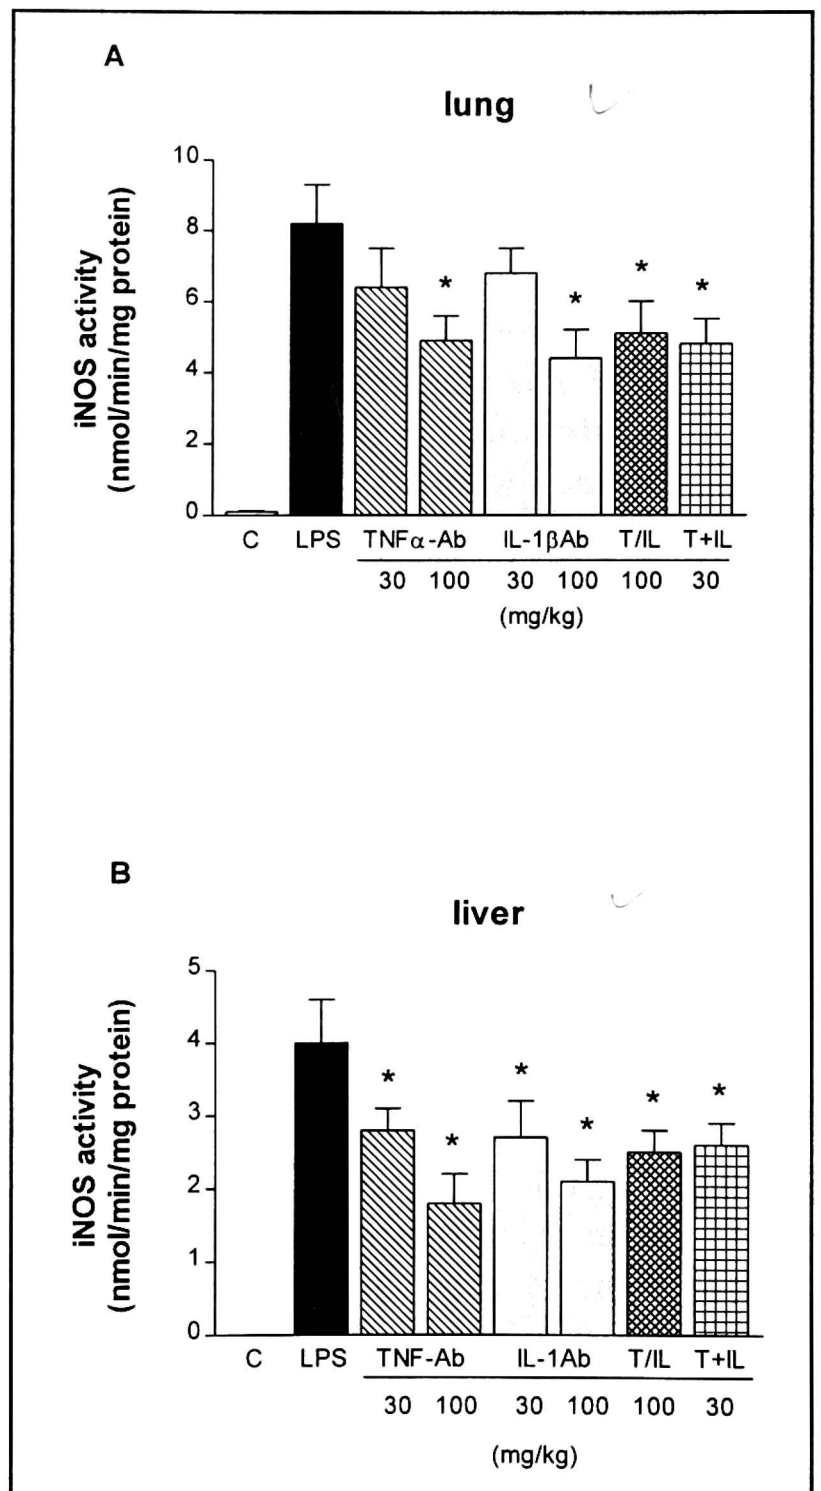 A
lung
10
8
6
4
2
0
iNOS activity
(nmol/min/mg protein)
* * * *
C LPS TNFα-Ab IL-1βAb T/IL T+IL
30 100 30 100 100 30
(mg/kg)
B
liver
5
4
3
2
1
0
iNOS activity
(nmol/min/mg protein)
* * * * * *
C LPS TNF-Ab IL-1Ab T/IL T+IL
30 100 30 100 100 30
(mg/kg)